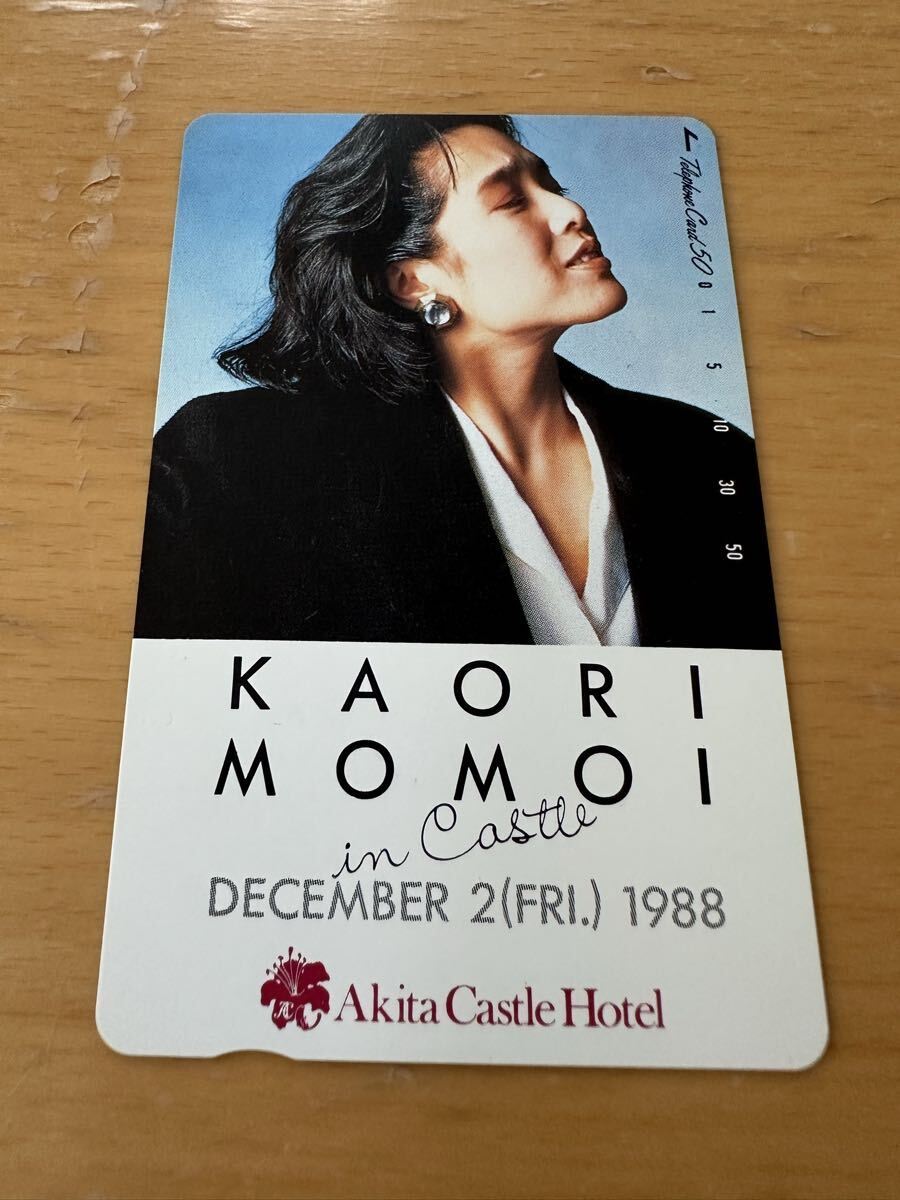 Telephone Card 50
0
1
5
10
30
50
KAORI
MOMOI
in Castle
DECEMBER 2(FRI.) 1988
AC
Akita Castle Hotel